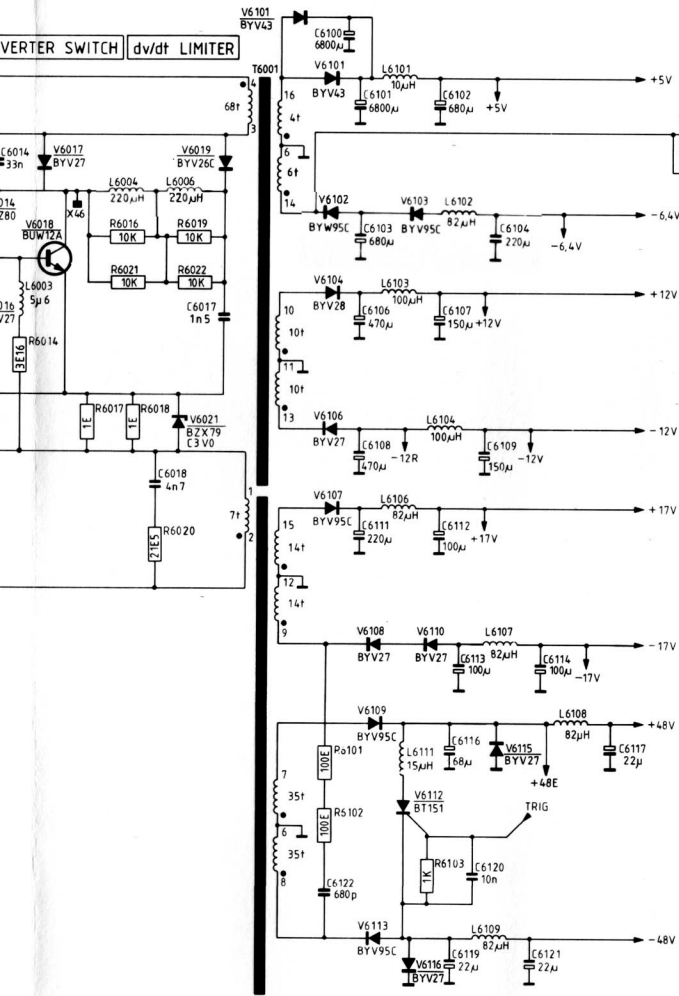 V6101
BYV43
C6100
6800µ
VERTER SWITCH
dv/dt LIMITER
T6001
V6101
BYV43
L6101
10µH
C6101
6800µ
C6102
680µ
+5V
+5V
4
68t
3
16
4t
6
6t
14
C6014
33n
V6017
BYV27
V6019
BYV26C
L6004
220µH
L6006
220µH
014
Z80
X46
V6018
BUW12A
R6016
10K
R6019
10K
R6021
10K
R6022
10K
C6017
1n5
V6102
BYW95C
C6103
680µ
V6103
BYV95C
L6102
82µH
C6104
220µ
-6,4V
-6,4V
L6003
5µ6
016
V27
R6014
3E16
V6104
BYV28
L6103
100µH
C6106
470µ
C6107
150µ
+12V
+12V
10
10t
11
10t
13
R6017
1E
R6018
1E
V6021
BZX79
C3V0
V6106
BYV27
C6108
470µ
-12R
L6104
100µH
C6109
150µ
-12V
-12V
C6018
4n7
R6020
21E5
1
7t
2
V6107
BYV95C
L6106
82µH
C6111
220µ
C6112
100µ
+17V
+17V
15
14t
12
14t
9
V6108
BYV27
V6110
BYV27
L6107
82µH
C6113
100µ
C6114
100µ
-17V
-17V
V6109
BYV95C
L6108
82µH
+48V
R6101
100E
L6111
15µH
C6116
68µ
V6115
BYV27
+48E
C6117
22µ
7
35t
6
35t
8
R6102
100E
V6112
BT151
TRIG
R6103
1K
C6120
10n
C6122
680p
V6113
BYV95C
L6109
82µH
-48V
V6116
BYV27
C6119
22µ
C6121
22µ